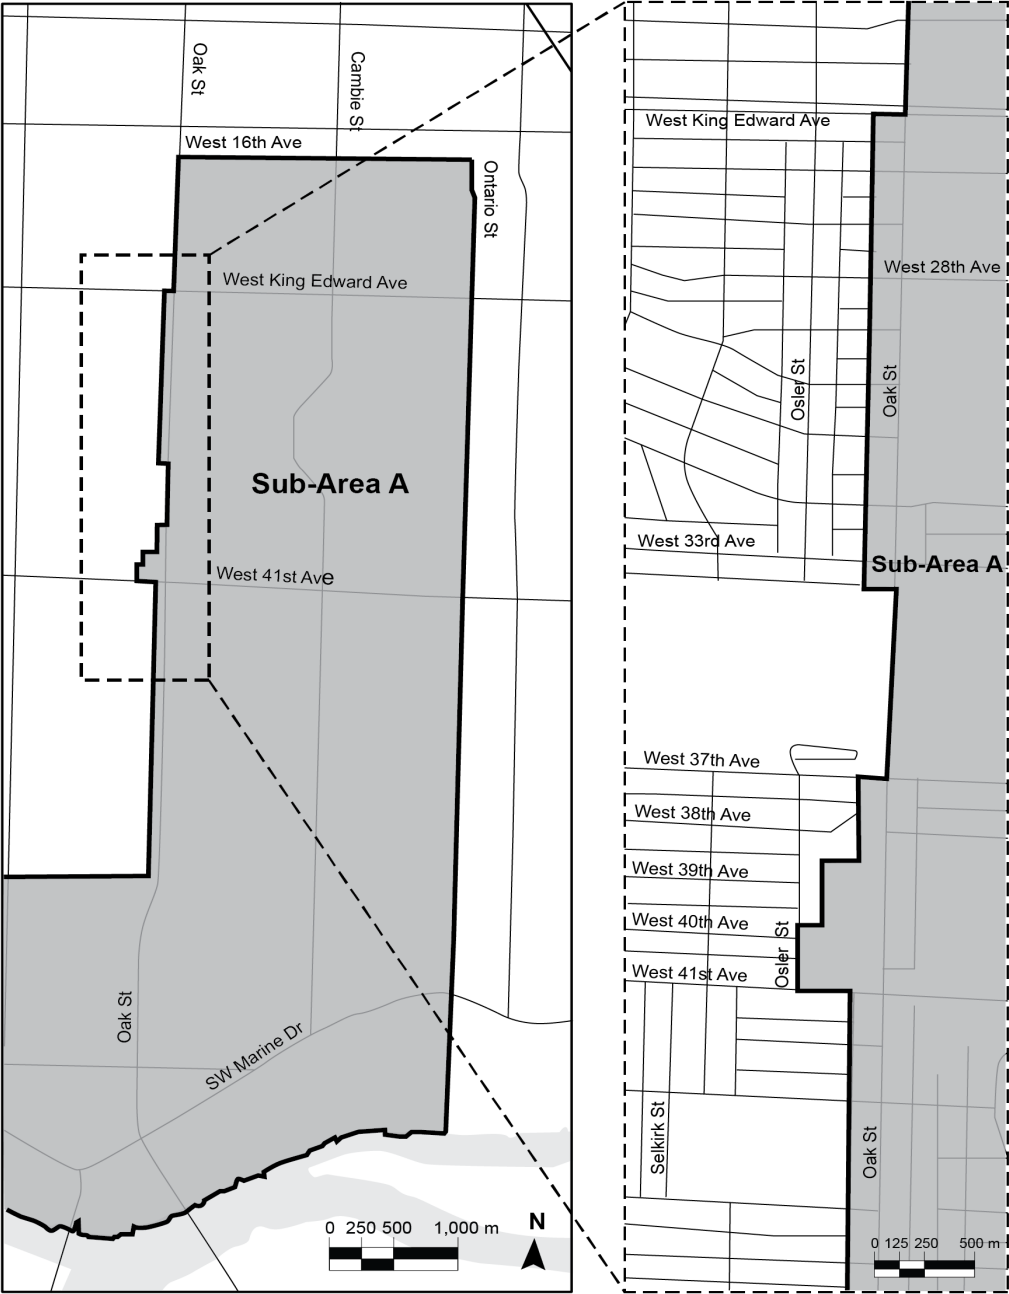 Oak St
Cambie St
West 16th Ave
Ontario St
West King Edward Ave
Sub-Area A
West 41st Ave
Oak St
SW Marine Dr
0 250 500 1,000 m
N
West King Edward Ave
West 28th Ave
Osler St
Oak St
West 33rd Ave
Sub-Area A
West 37th Ave
West 38th Ave
West 39th Ave
West 40th Ave
Osler St
West 41st Ave
Selkirk St
Oak St
0 125 250 500 m